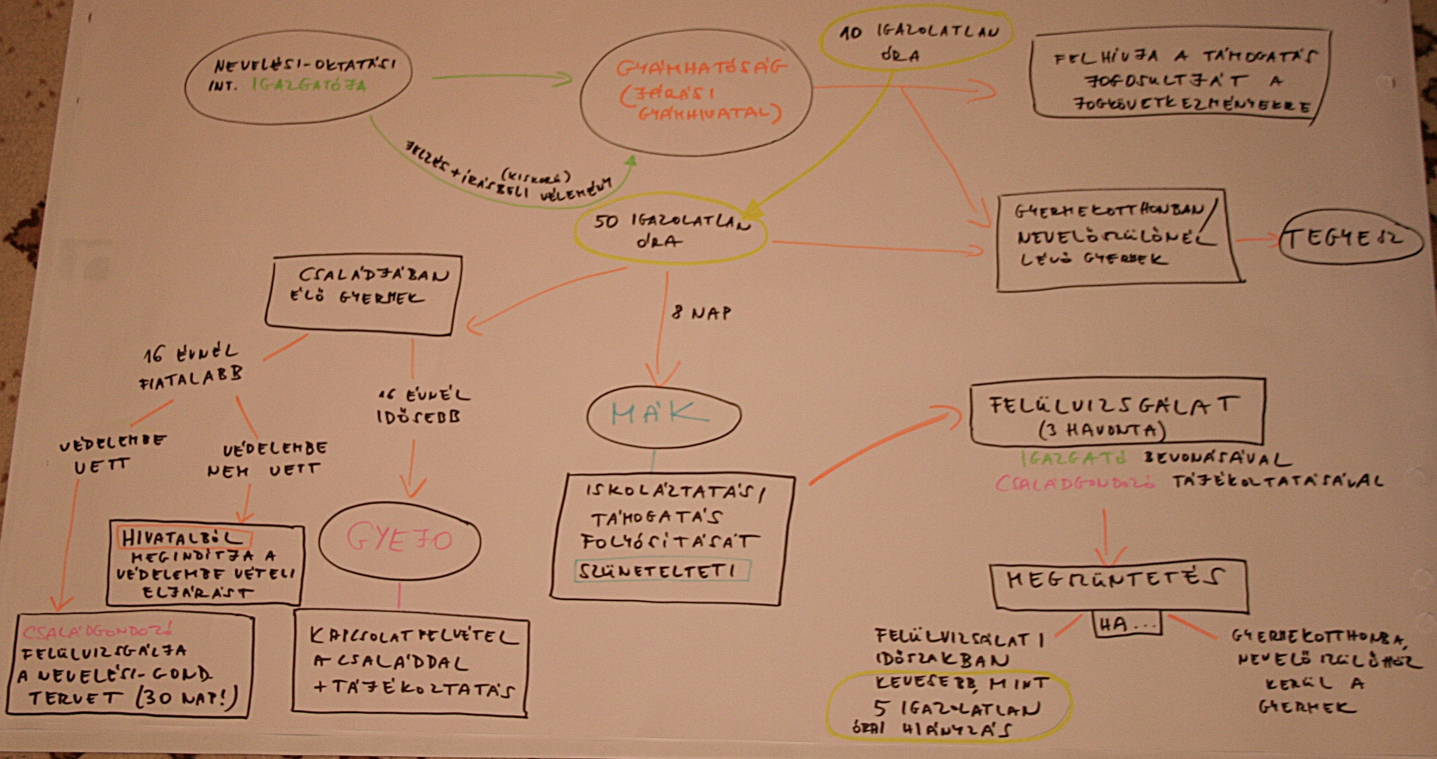 NEVELÉSI-OKTATÁSI
INT. IGAZGATÓJA
GYÁMHATÓSÁG
(JÁRÁSI
GYÁMHIVATAL)
10 IGAZOLATLAN
ÓRA
FELHÍVJA A TÁMOGATÁS
JOGOSULTJÁT A
JOGKÖVETKEZMÉNYEKRE
JELZÉS + ÍRÁSBELI VÉLEMÉNY
(KISKORÚ)
50 IGAZOLATLAN
ÓRA
GYERMEKOTTHONBAN/
NEVELŐSZÜLŐNÉL
LÉVŐ GYERMEK
TEGYESZ
CSALÁDJÁBAN
ÉLŐ GYERMEK
8 NAP
16 ÉVNÉL
FIATALABB
16 ÉVNÉL
IDŐSEBB
VÉDELEMBE
VETT
VÉDELEMBE
NEM VETT
MÁK
FELÜLVIZSGÁLAT
(3 HAVONTA)
IGAZGATÓ BEVONÁSÁVAL
CSALÁDGONDOZÓ TÁJÉKOZTATÁSÁVAL
HIVATALBÓL
MEGINDÍTJA A
VÉDELEMBE VÉTELI
ELJÁRÁST
GYEJO
ISKOLÁZTATÁSI
TÁMOGATÁS
FOLYÓSÍTÁSÁT
SZÜNETELTETI
CSALÁDGONDOZÓ
FELÜLVIZSGÁLJA
A NEVELÉSI-GOND.
TERVET (30 NAP!)
KAPCSOLATFELVÉTEL
A CSALÁDDAL
+ TÁJÉKOZTATÁS
MEGSZÜNTETÉS
HA...
FELÜLVIZSÁLATI
IDŐSZAKBAN
KEVESEBB, MINT
5 IGAZOLATLAN
ÓRAI HIÁNYZÁS
GYERMEKOTTHONBA,
NEVELŐSZÜLŐHÖZ
KERÜL A
GYERMEK